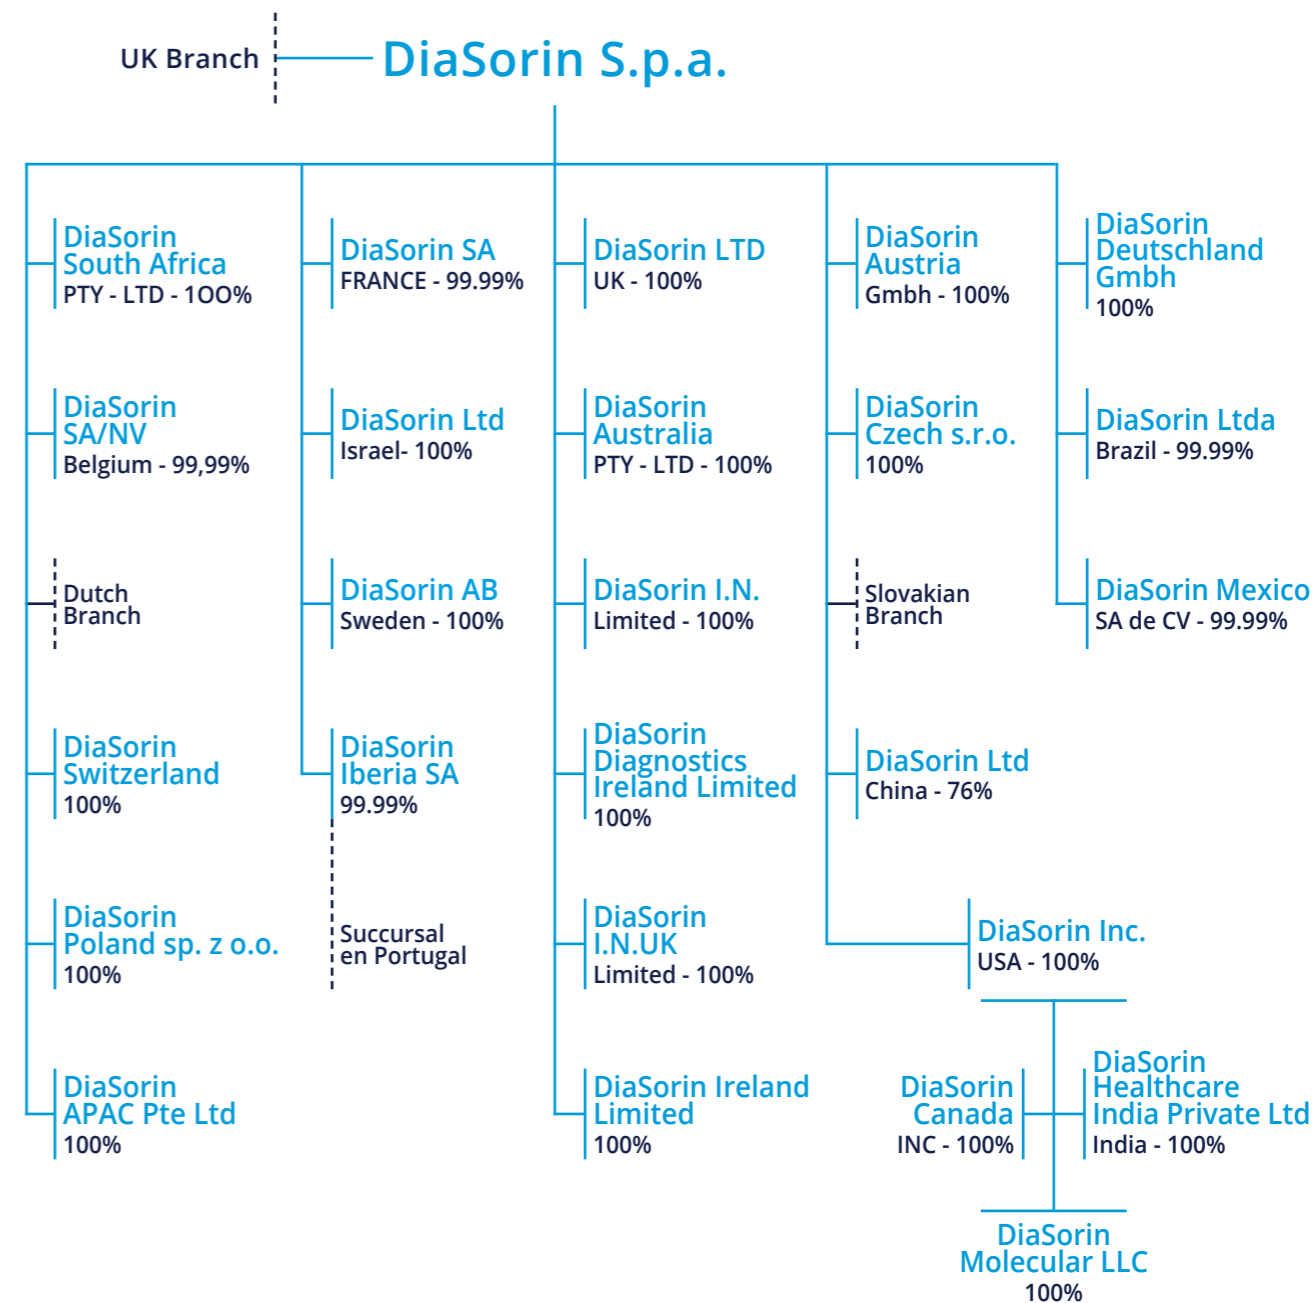 UK Branch
DiaSorin S.p.a.
DiaSorin
South Africa
PTY - LTD - 1OO%
DiaSorin
SA/NV
Belgium - 99,99%
Dutch
Branch
DiaSorin
Switzerland
100%
DiaSorin
Poland sp. z o.o.
100%
DiaSorin
APAC Pte Ltd
100%
DiaSorin SA
FRANCE - 99.99%
DiaSorin Ltd
Israel- 100%
DiaSorin AB
Sweden - 100%
DiaSorin
Iberia SA
99.99%
Succursal
en Portugal
DiaSorin LTD
UK - 100%
DiaSorin
Australia
PTY - LTD - 100%
DiaSorin I.N.
Limited - 100%
DiaSorin
Diagnostics
Ireland Limited
100%
DiaSorin
I.N.UK
Limited - 100%
DiaSorin Ireland
Limited
100%
DiaSorin
Austria
Gmbh - 100%
DiaSorin
Czech s.r.o.
100%
Slovakian
Branch
DiaSorin Ltd
China - 76%
DiaSorin Inc.
USA - 100%
DiaSorin
Canada
INC - 100%
DiaSorin
Healthcare
India Private Ltd
India - 100%
DiaSorin
Molecular LLC
100%
DiaSorin
Deutschland
Gmbh
100%
DiaSorin Ltda
Brazil - 99.99%
DiaSorin Mexico
SA de CV - 99.99%